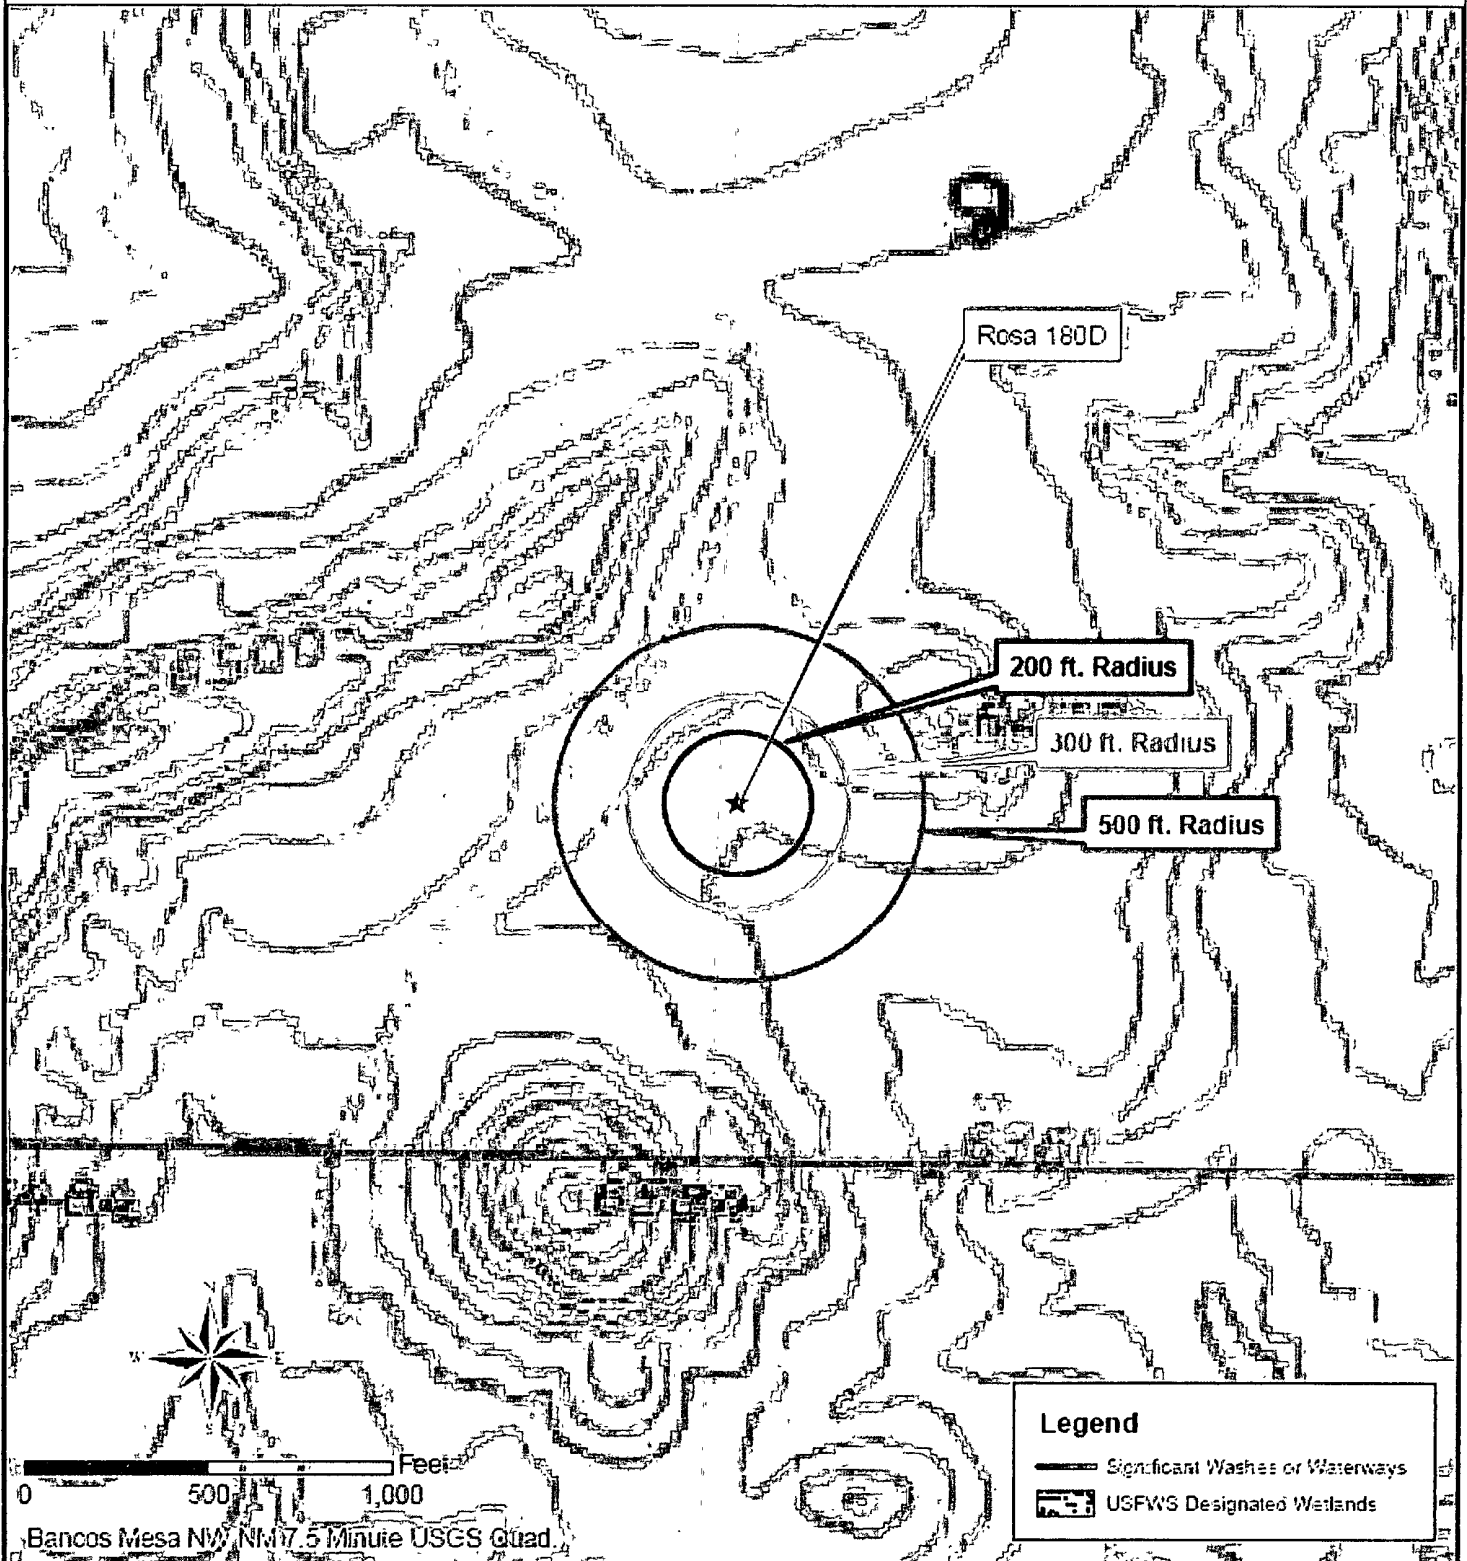 Rosa 180D
200 ft. Radius
300 ft. Radius
500 ft. Radius
W E
S
Legend
Significant Washes or Waterways
USFWS Designated Wetlands
Feet
0 500 1,000
Bancos Mesa NW, NM 7.5 Minute USGS Quad.